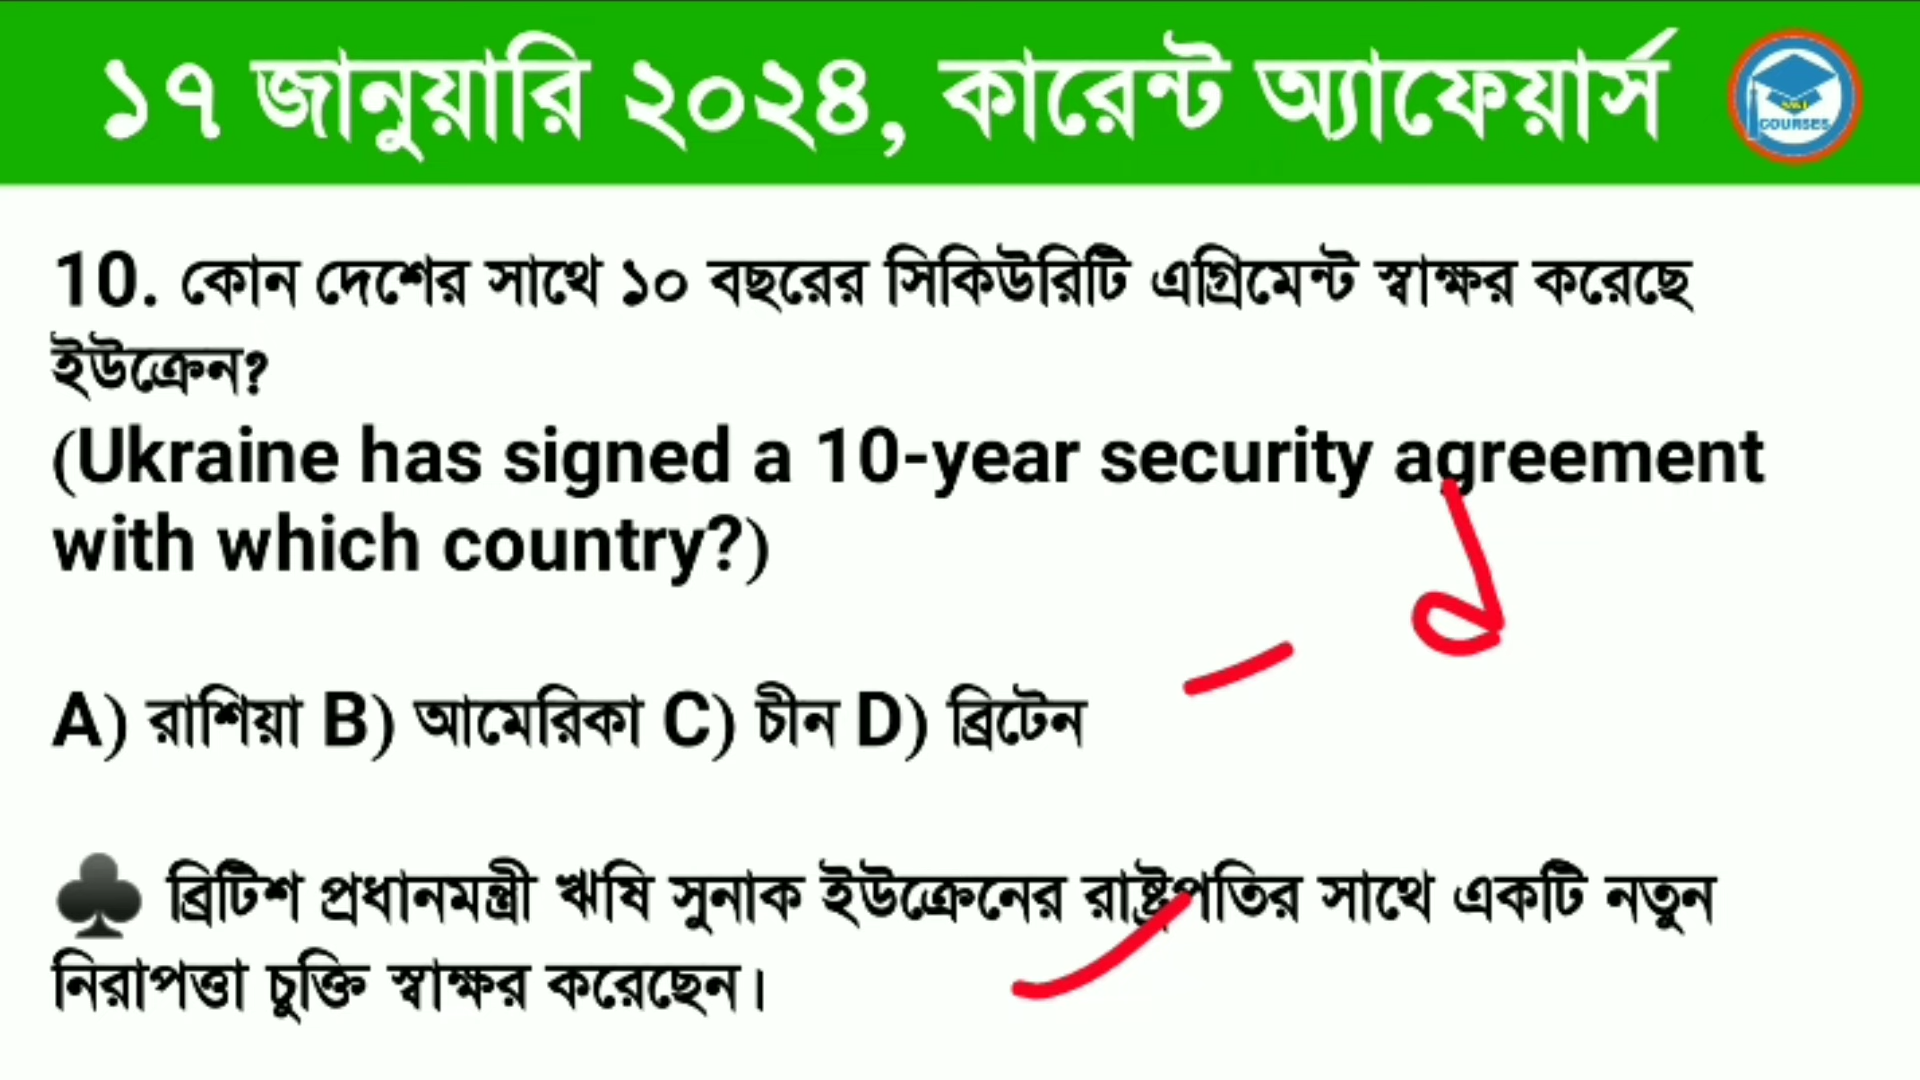 ১৭ জানুয়ারি ২০২৪, কারেন্ট অ্যাফেয়ার্স
COURSES
10. কোন দেশের সাথে ১০ বছরের সিকিউরিটি এগ্রিমেন্ট স্বাক্ষর করেছে
ইউক্রেন?
(Ukraine has signed a 10-year security agreement
with which country?)
A) রাশিয়া B) আমেরিকা C) চীন D) ব্রিটেন
♣ ব্রিটিশ প্রধানমন্ত্রী ঋষি সুনাক ইউক্রেনের রাষ্ট্রপতির সাথে একটি নতুন
নিরাপত্তা চুক্তি স্বাক্ষর করেছেন।